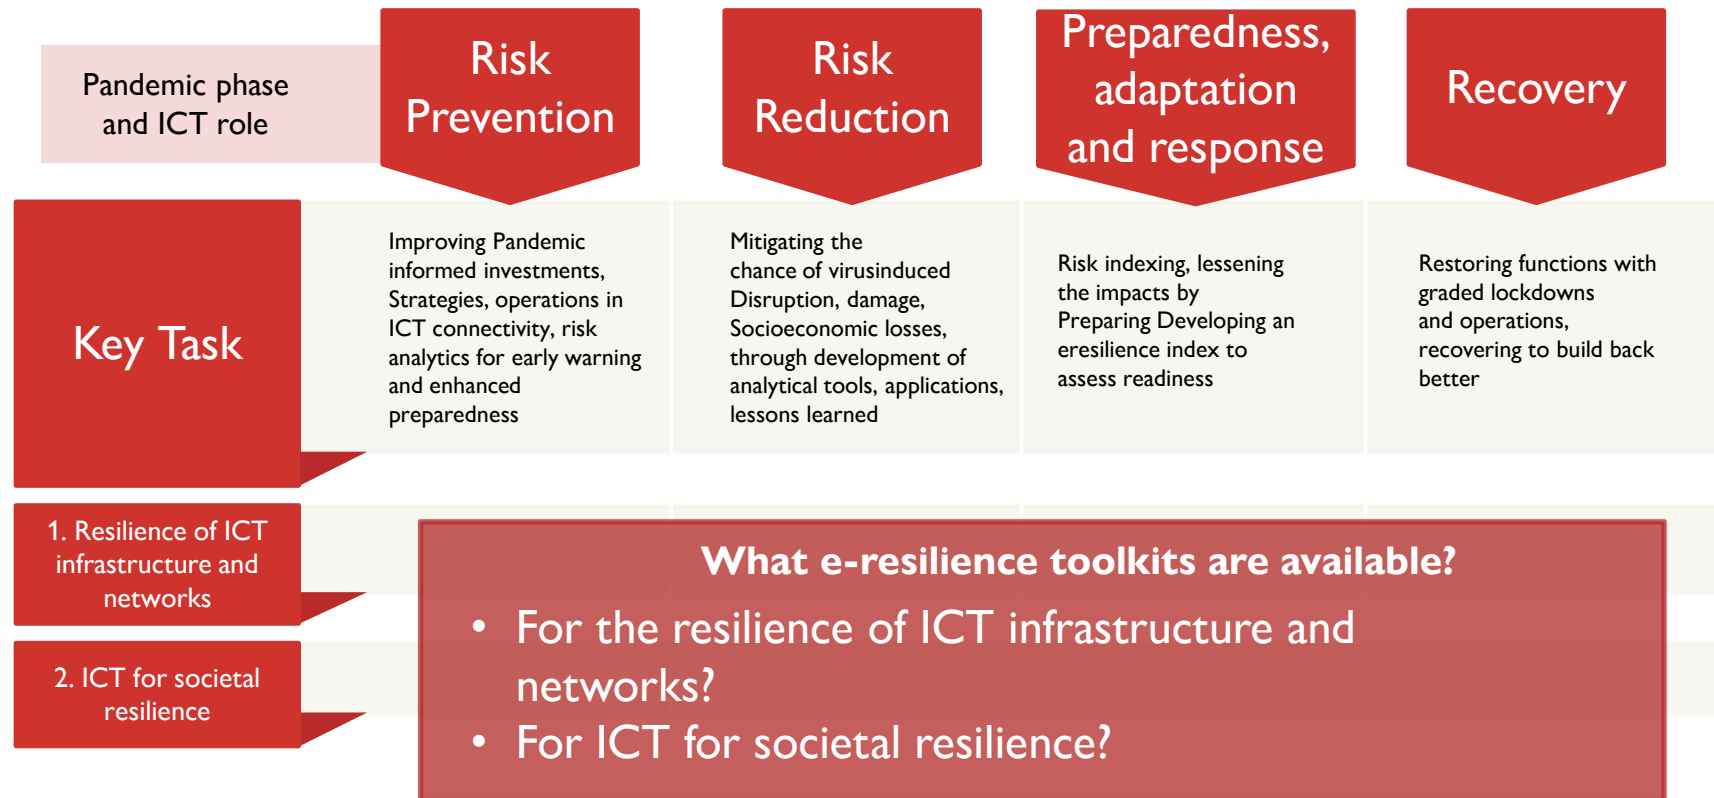 Pandemic phase
and ICT role
Risk
Prevention
Risk
Reduction
Preparedness,
adaptation
and response
Recovery
Key Task
Improving Pandemic
informed investments,
Strategies, operations in
ICT connectivity, risk
analytics for early warning
and enhanced
preparedness
Mitigating the
chance of virusinduced
Disruption, damage,
Socioeconomic losses,
through development of
analytical tools, applications,
lessons learned
Risk indexing, lessening
the impacts by
Preparing Developing an
eresilience index to
assess readiness
Restoring functions with
graded lockdowns
and operations,
recovering to build back
better
1. Resilience of ICT
infrastructure and
networks
2. ICT for societal
resilience
What e-resilience toolkits are available?
• For the resilience of ICT infrastructure and
networks?
• For ICT for societal resilience?